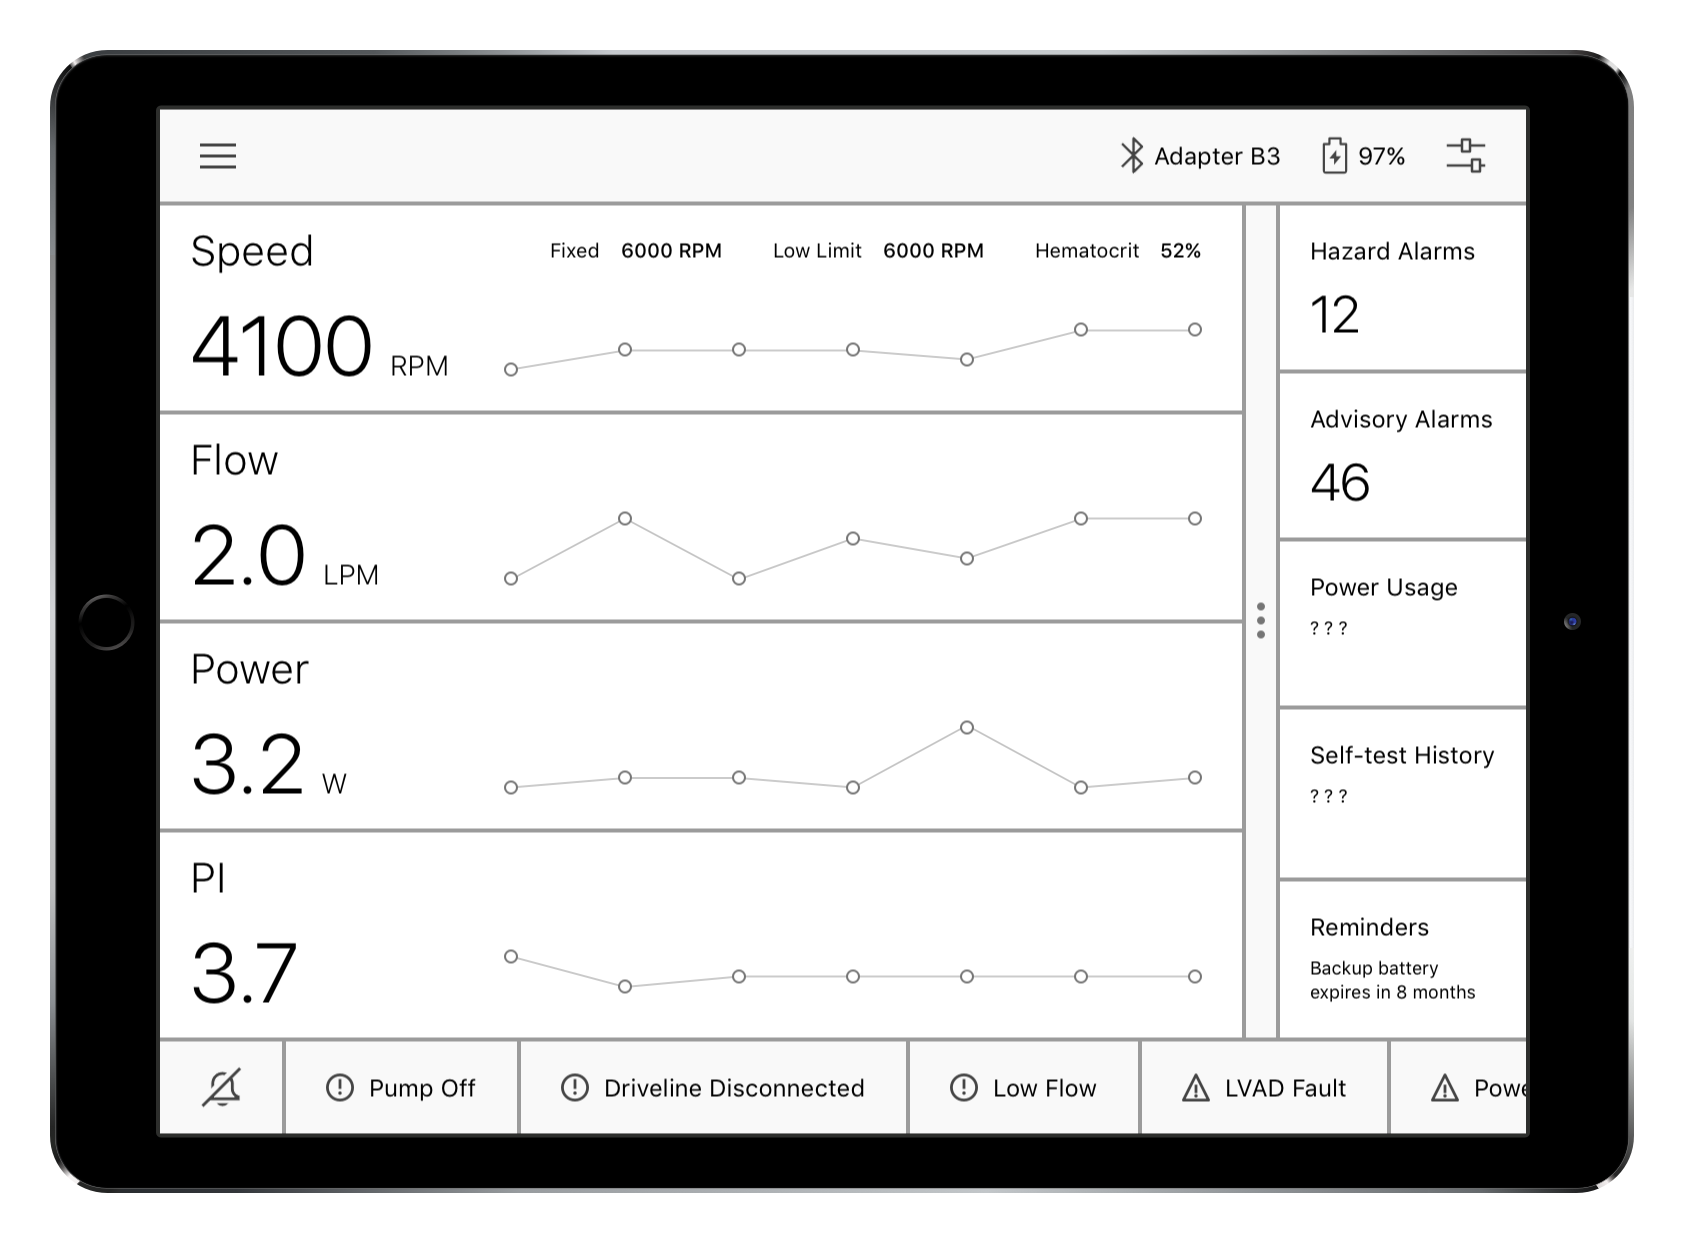 Adapter B3 97%
Speed
Fixed 6000 RPM Low Limit 6000 RPM Hematocrit 52%
4100 RPM
Flow
2.0 LPM
Power
3.2 W
PI
3.7
Hazard Alarms
12
Advisory Alarms
46
Power Usage
? ? ?
Self-test History
? ? ?
Reminders
Backup battery
expires in 8 months
Pump Off
Driveline Disconnected
Low Flow
LVAD Fault